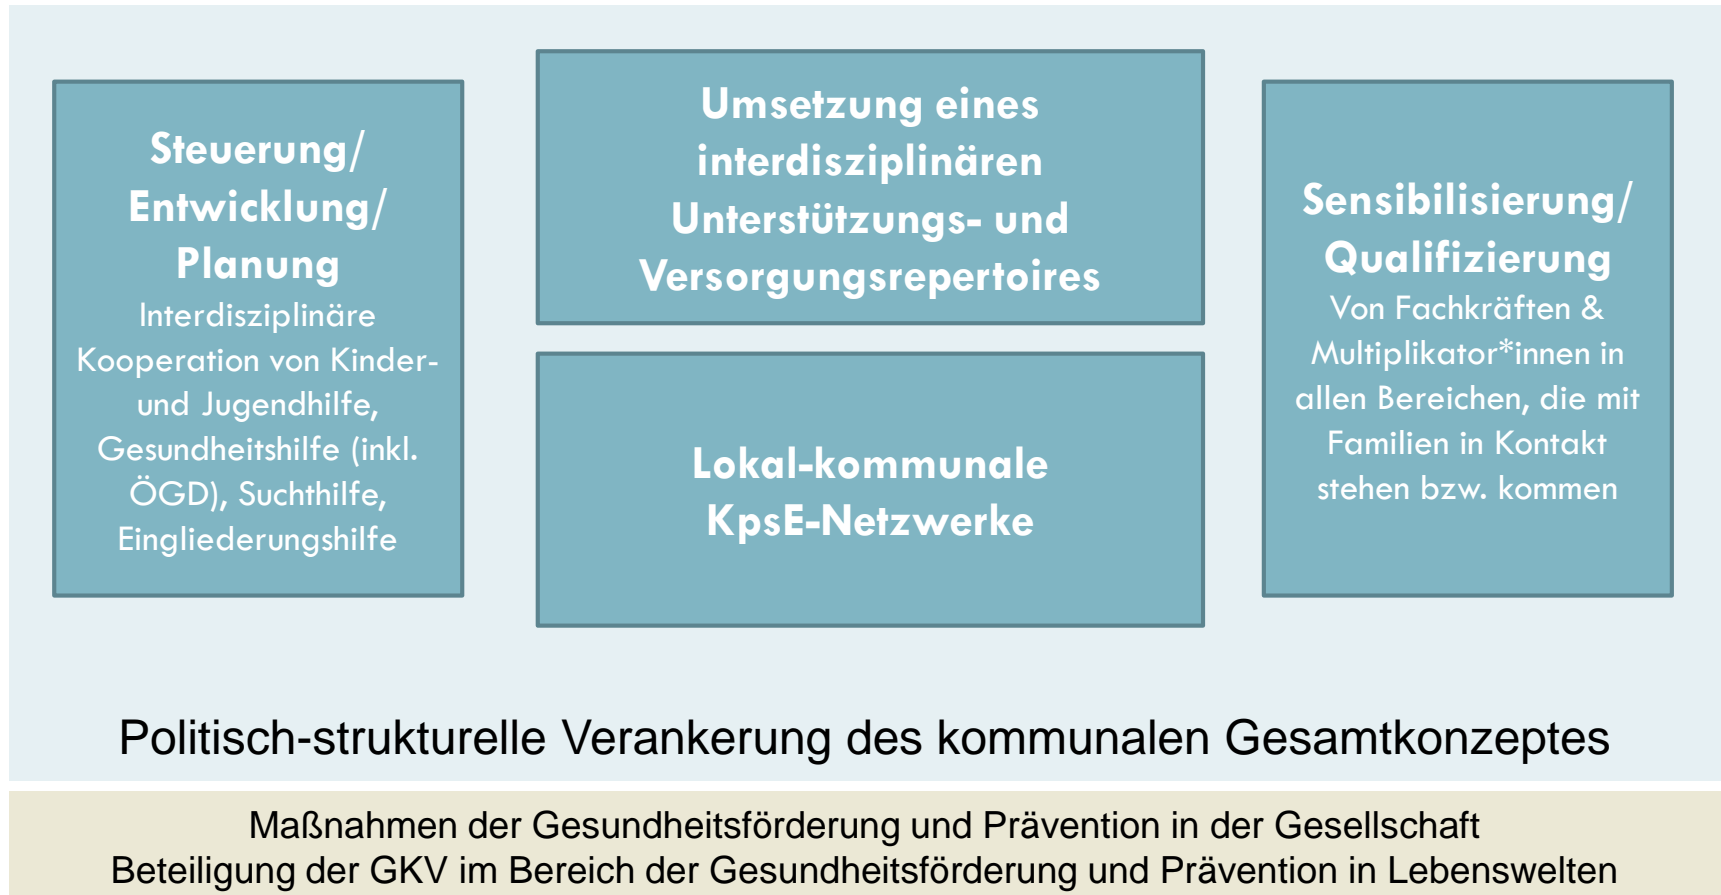 Steuerung/
Entwicklung/
Planung
Interdisziplinäre
Kooperation von Kinder-
und Jugendhilfe,
Gesundheitshilfe (inkl.
ÖGD), Suchthilfe,
Eingliederungshilfe
Umsetzung eines
interdisziplinären
Unterstützungs- und
Versorgungsrepertoires
Lokal-kommunale
KpsE-Netzwerke
Sensibilisierung/
Qualifizierung
Von Fachkräften &
Multiplikator*innen in
allen Bereichen, die mit
Familien in Kontakt
stehen bzw. kommen
Politisch-strukturelle Verankerung des kommunalen Gesamtkonzeptes
Maßnahmen der Gesundheitsförderung und Prävention in der Gesellschaft
Beteiligung der GKV im Bereich der Gesundheitsförderung und Prävention in Lebenswelten